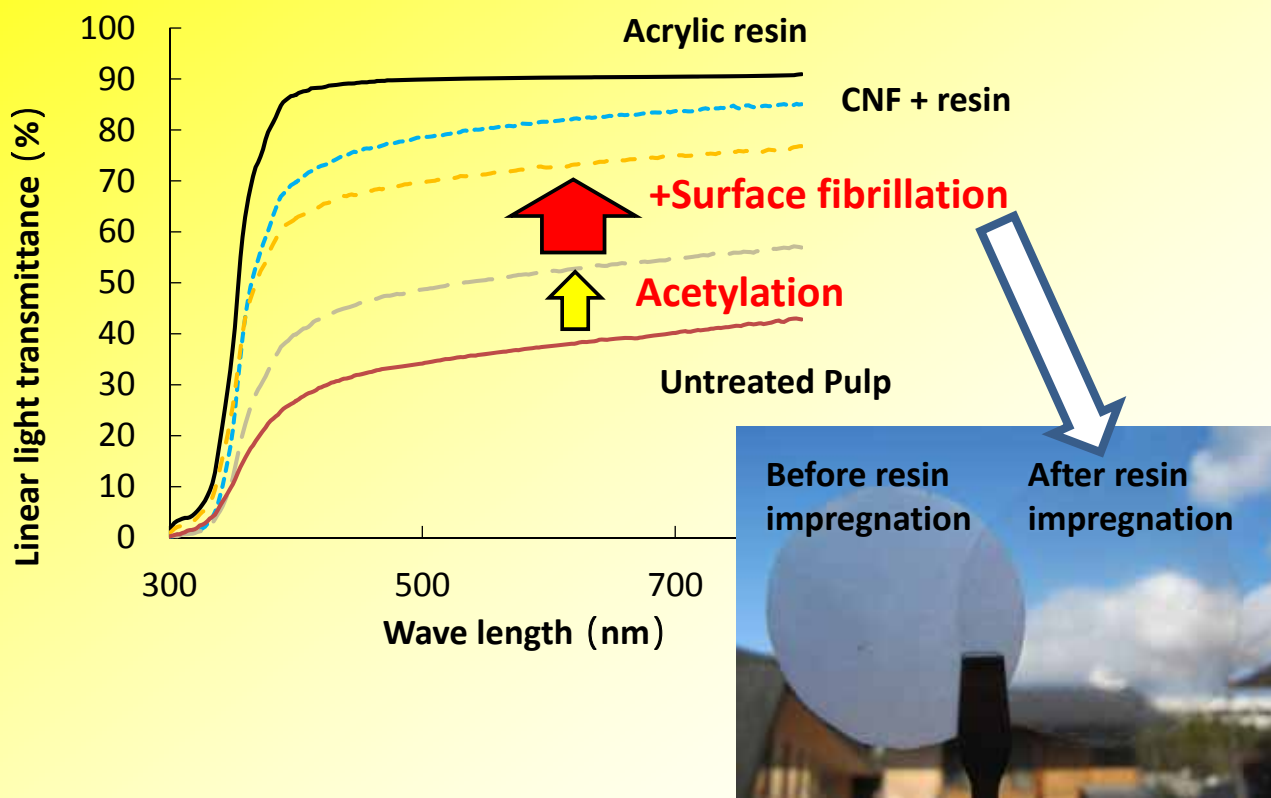 Linear light transmittance (%)
100
90
80
70
60
50
40
30
20
10
0
300
500
700
Wave length (nm)
Acrylic resin
CNF + resin
+Surface fibrillation
Acetylation
Untreated Pulp
Before resin
impregnation
After resin
impregnation